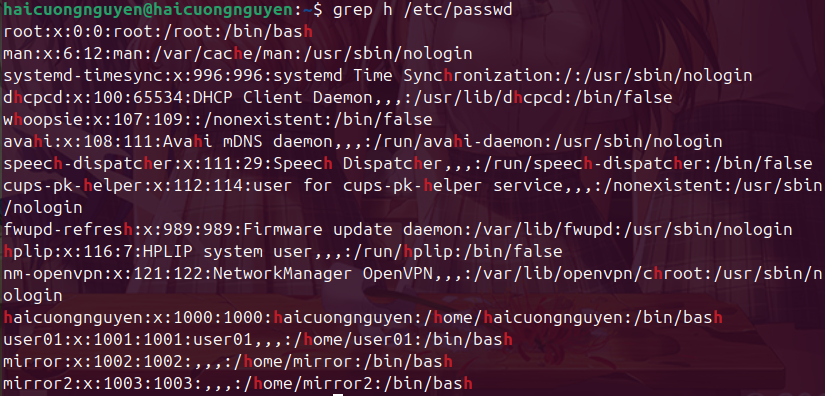 haicuongnguyen@haicuongnguyen:~$ grep h /etc/passwd
root:x:0:0:root:/root:/bin/bash
man:x:6:12:man:/var/cache/man:/usr/sbin/nologin
systemd-timesync:x:996:996:systemd Time Synchronization:/:/usr/sbin/nologin
dhcpcd:x:100:65534:DHCP Client Daemon,,,:/usr/lib/dhcpcd:/bin/false
whoopsie:x:107:109::/nonexistent:/bin/false
avahi:x:108:111:Avahi mDNS daemon,,,:/run/avahi-daemon:/usr/sbin/nologin
speech-dispatcher:x:111:29:Speech Dispatcher,,,:/run/speech-dispatcher:/bin/false
cups-pk-helper:x:112:114:user for cups-pk-helper service,,,:/nonexistent:/usr/sbin
/nologin
fwupd-refresh:x:989:989:Firmware update daemon:/var/lib/fwupd:/usr/sbin/nologin
hplip:x:116:7:HPLIP system user,,,:/run/hplip:/bin/false
nm-openvpn:x:121:122:NetworkManager OpenVPN,,,:/var/lib/openvpn/chroot:/usr/sbin/n
ologin
haicuongnguyen:x:1000:1000:haicuongnguyen:/home/haicuongnguyen:/bin/bash
user01:x:1001:1001:user01,,,:/home/user01:/bin/bash
mirror:x:1002:1002:,,,:/home/mirror:/bin/bash
mirror2:x:1003:1003:,,,:/home/mirror2:/bin/bash